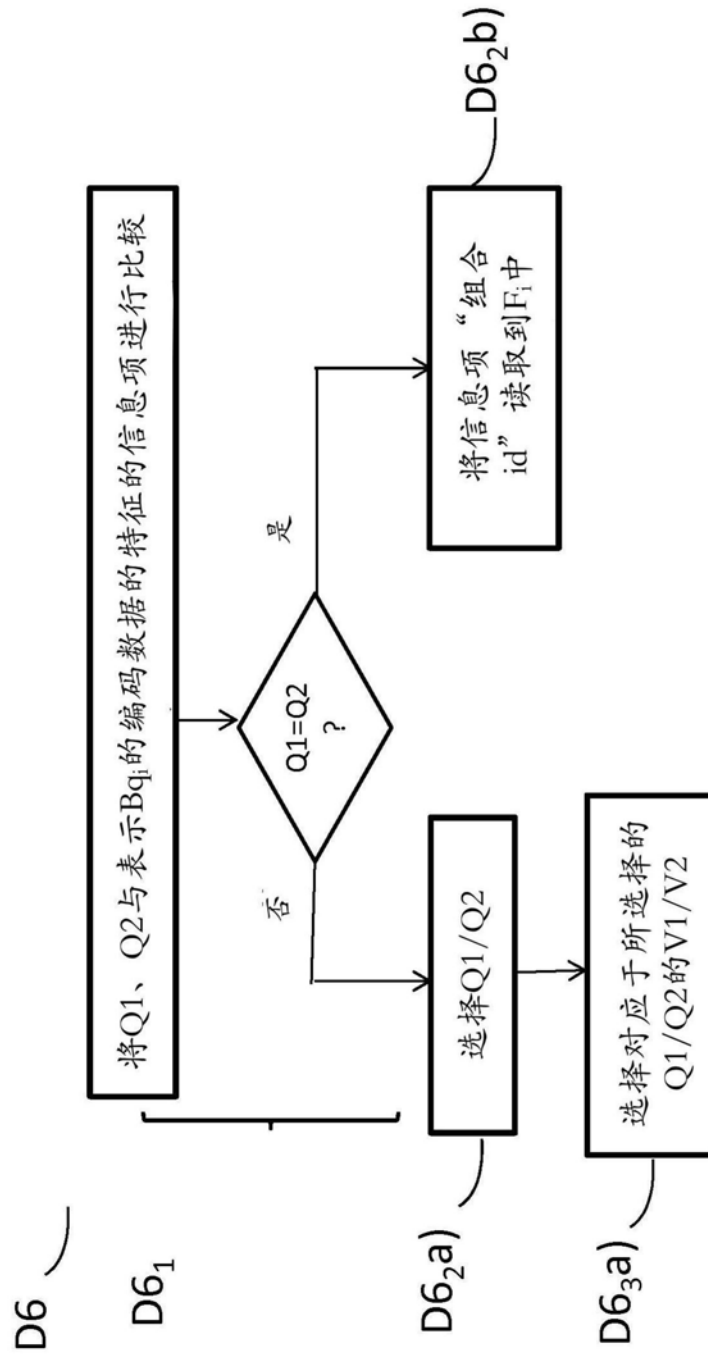 D6
将Q1、Q2与表示Bqᵢ的编码数据的特征的信息项进行比较
D6₁
Q1=Q2
?
否
是
D6₂a)
选择Q1/Q2
将信息项“组合
id”读取到Fᵢ中
D6₂b)
D6₃a)
选择对应于所选择的
Q1/Q2的V1/V2